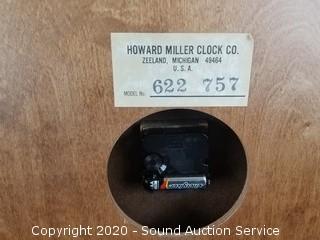 HOWARD MILLER CLOCK CO.
ZEELAND, MICHIGAN 49464
U. S. A.
MODEL No. 622 757
Copyright © 2020 - Sound Auction Service